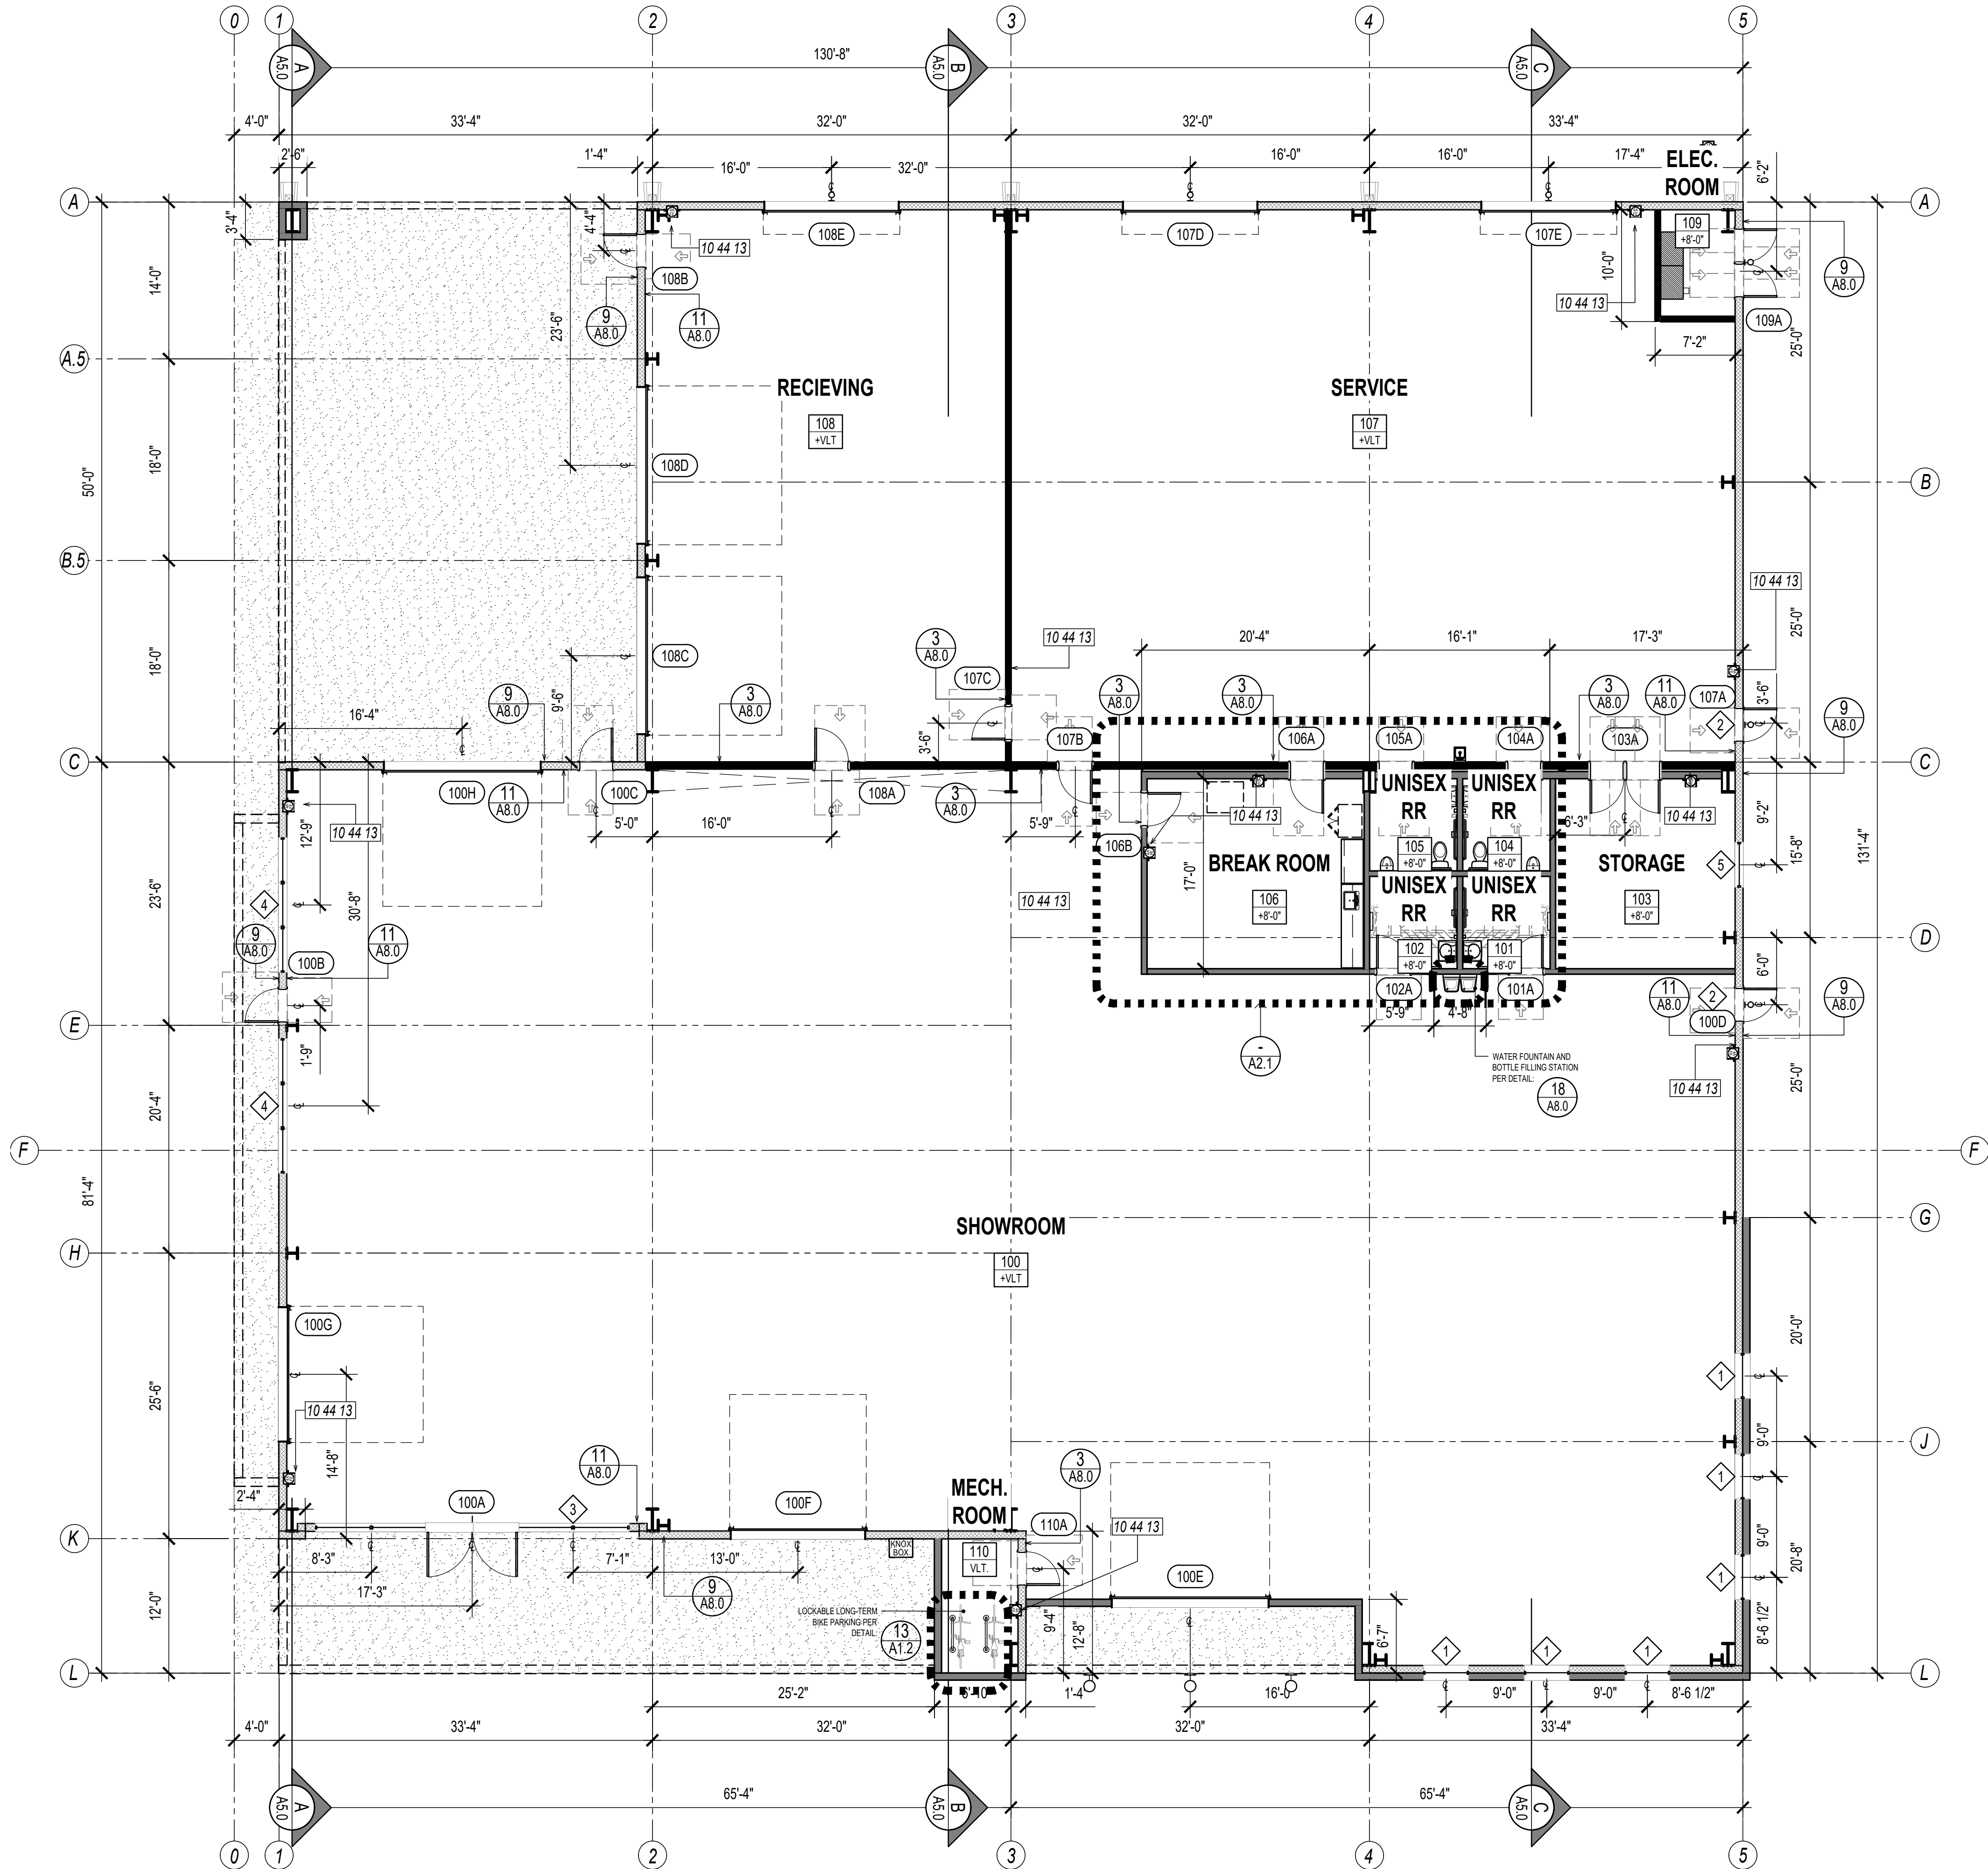 0
1
2
3
4
5
A
A5.0
B
A5.0
C
A5.0
130'-8"
4'-0"
33'-4"
32'-0"
32'-0"
33'-4"
2'-6"
1'-4"
16'-0"
32'-0"
16'-0"
16'-0"
17'-4"
ELEC.
ROOM
6'-2"
A
A
3'-4"
4'-4"
108E
107D
107E
109
+8'-0"
10 44 13
108B
9
A8.0
11
A8.0
9
A8.0
10'-0"
10 44 13
109A
7'-2"
14'-0"
23'-6"
25'-0"
A.5
RECIEVING
108
+VLT
SERVICE
107
+VLT
18'-0"
50'-0"
108D
B
B.5
10 44 13
18'-0"
108C
9'-6"
3
A8.0
10 44 13
20'-4"
16'-1"
17'-3"
25'-0"
107C
9
A8.0
3
A8.0
3
A8.0
3
A8.0
3
A8.0
11
A8.0
107A
2
3'-6"
9
A8.0
16'-4"
3'-6"
107B
106A
105A
104A
103A
C
C
100H
11
A8.0
100C
108A
3
A8.0
UNISEX
RR
UNISEX
RR
10 44 13
12'-9"
5'-0"
16'-0"
5'-9"
106B
10 44 13
6'-3"
10 44 13
9'-2"
15'-8"
131'-4"
105
+8'-0"
104
+8'-0"
BREAK ROOM
106
+8'-0"
17'-0"
STORAGE
103
+8'-0"
5
UNISEX
RR
UNISEX
RR
10 44 13
23'-6"
4
30'-8"
9
A8.0
11
A8.0
100B
102
+8'-0"
101
+8'-0"
D
6'-0"
102A
101A
11
A8.0
2
100D
9
A8.0
5'-9"
4'-8"
E
1'-9"
-
A2.1
WATER FOUNTAIN AND
BOTTLE FILLING STATION
PER DETAIL:
18
A8.0
10 44 13
25'-0"
20'-4"
4
F
F
81'-4"
SHOWROOM
100
+VLT
G
H
100G
20'-0"
1
25'-6"
10 44 13
14'-8"
9'-0"
J
11
A8.0
3
A8.0
1
2'-4"
100A
3
100F
MECH.
ROOM
110A
10 44 13
K
KNOX
BOX
110
VLT.
9'-0"
20'-8"
8'-3"
7'-1"
13'-0"
17'-3"
9
A8.0
100E
1
12'-0"
LOCKABLE LONG-TERM
BIKE PARKING PER
DETAIL:
13
A1.2
9'-4"
12'-8"
6'-7"
8'-6 1/2"
1
1
1
L
L
25'-2"
6'-10"
1'-4"
16'-0"
9'-0"
9'-0"
8'-6 1/2"
4'-0"
33'-4"
32'-0"
32'-0"
33'-4"
65'-4"
65'-4"
A
A5.0
B
A5.0
C
A5.0
0
1
2
3
4
5